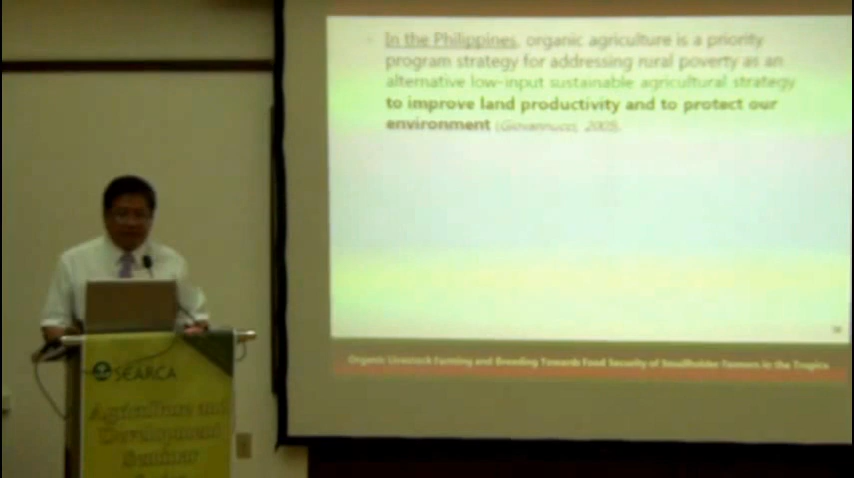 In the Philippines, organic agriculture is a priority
program strategy for addressing rural poverty as an
alternative low-input sustainable agricultural strategy
to improve land productivity and to protect our
environment (Giovannucci, 2005).
Organic Livestock Farming and Breeding Towards Food Security of Smallholder Farmers in the Tropics
SEARCA
Agriculture and
Development
Seminar